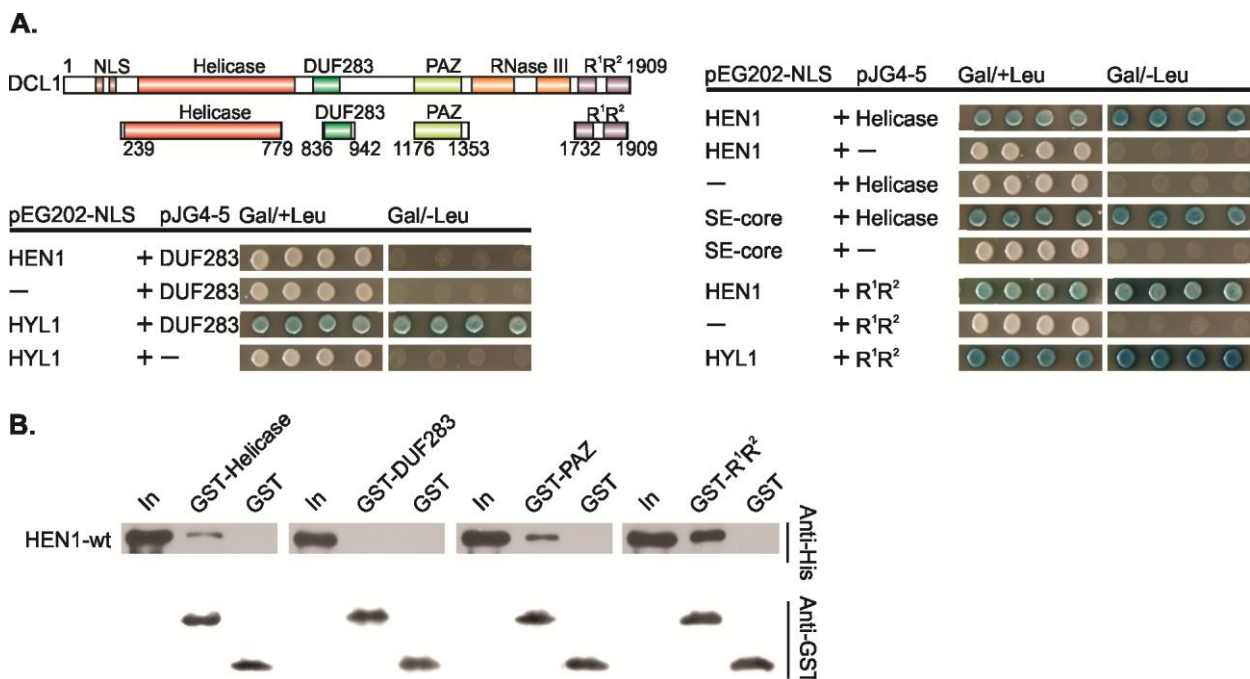 A.
1 NLS Helicase DUF283 PAZ RNase III R¹R² 1909
DCL1
Helicase DUF283 PAZ R¹R²
239 779 836 942 1176 1353 1732 1909
pEG202-NLS pJG4-5 Gal/+Leu Gal/-Leu
HEN1 + DUF283
— + DUF283
HYL1 + DUF283
HYL1 + —
pEG202-NLS pJG4-5 Gal/+Leu Gal/-Leu
HEN1 + Helicase
HEN1 + —
— + Helicase
SE-core + Helicase
SE-core + —
HEN1 + R¹R²
— + R¹R²
HYL1 + R¹R²
B.
In GST-Helicase GST In GST-DUF283 GST In GST-PAZ GST In GST-R¹R² GST
HEN1-wt
Anti-His
Anti-GST